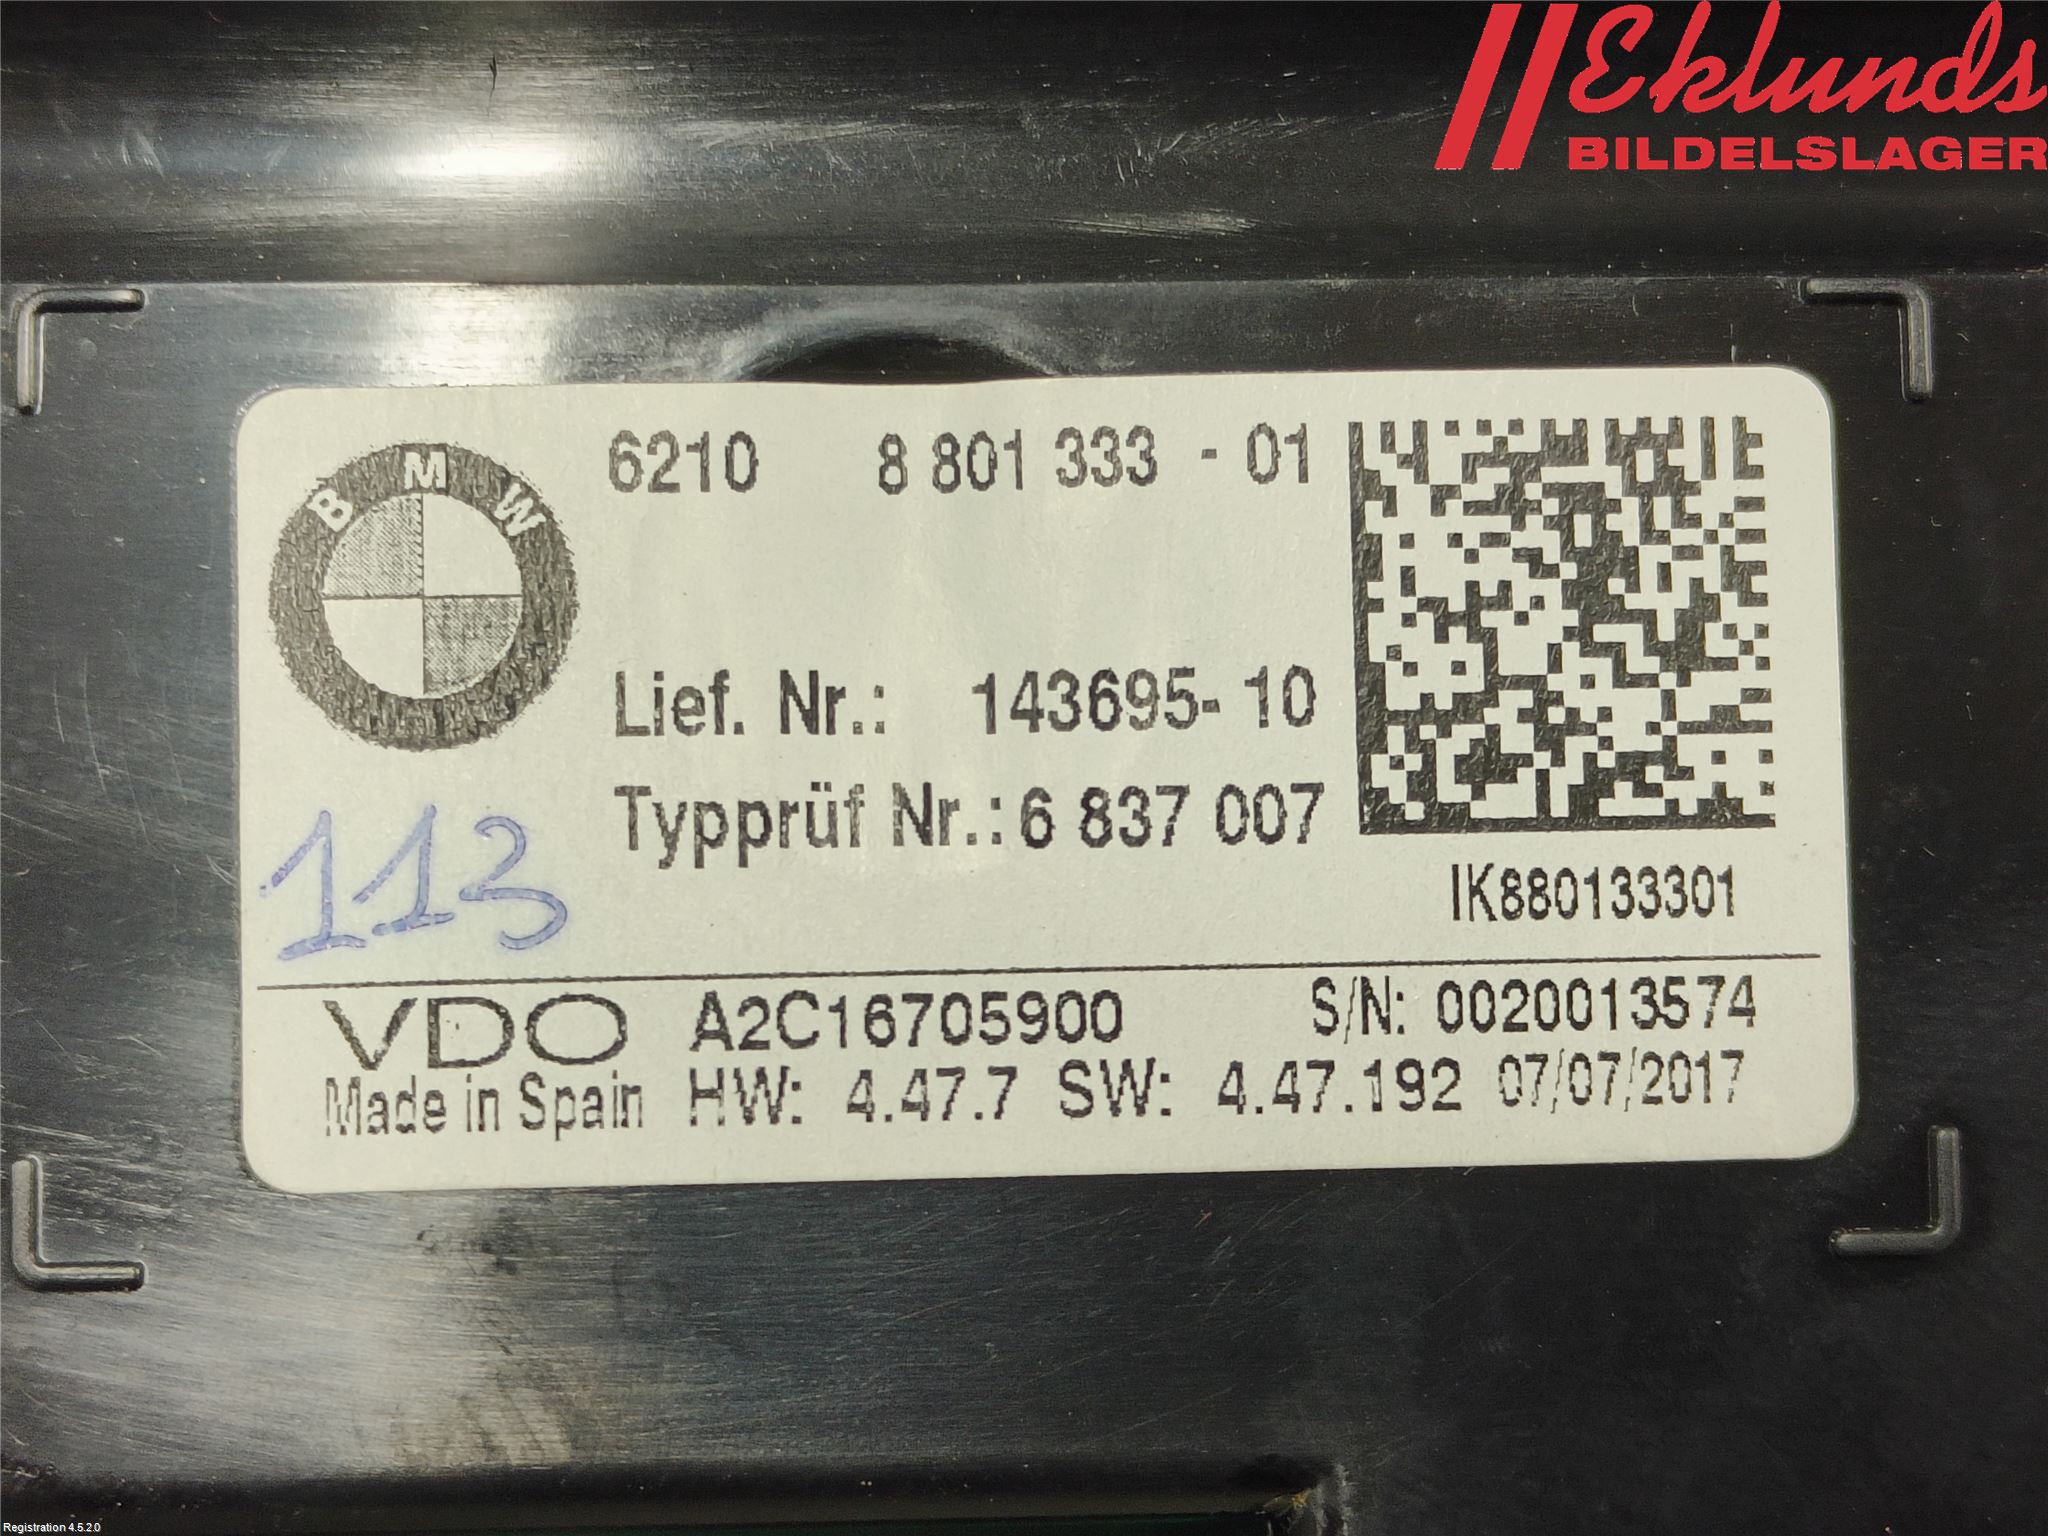 Eklunds
BILDELSLAGER
BMW
6210 8 801 333 - 01
Lief. Nr.: 143695- 10
Typprüf Nr.: 6 837 007
IK880133301
113
VDO A2C16705900 S/N: 0020013574
Made in Spain HW: 4.47.7 SW: 4.47.192 07/07/2017
Registration 4.5.2.0